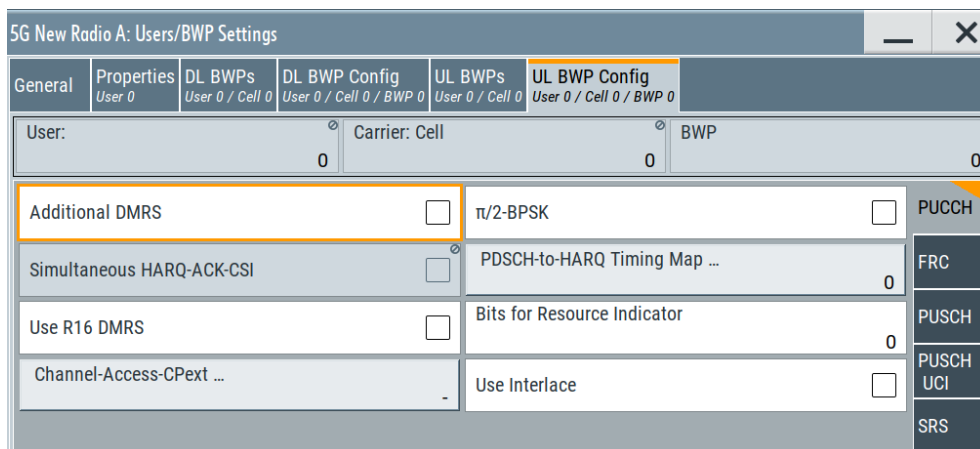 5G New Radio A: Users/BWP Settings
General
Properties
User 0
DL BWPs
User 0 / Cell 0
DL BWP Config
User 0 / Cell 0 / BWP 0
UL BWPs
User 0 / Cell 0
UL BWP Config
User 0 / Cell 0 / BWP 0
User:
0
Carrier: Cell
0
BWP
0
Additional DMRS
π/2-BPSK
Simultaneous HARQ-ACK-CSI
PDSCH-to-HARQ Timing Map ...
0
Use R16 DMRS
Bits for Resource Indicator
0
Channel-Access-CPext ...
-
Use Interlace
PUCCH
FRC
PUSCH
PUSCH
UCI
SRS